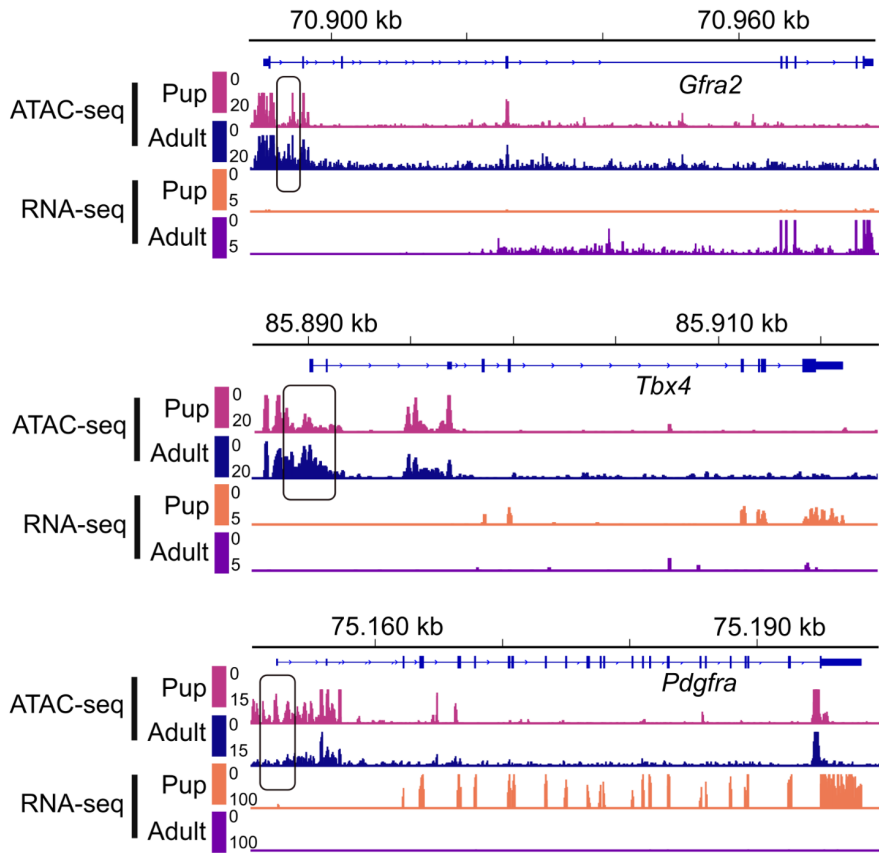 70.900 kb 70.960 kb
Gfra2
ATAC-seq Pup 0 20
Adult 0 20
RNA-seq Pup 0 5
Adult 0 5
85.890 kb 85.910 kb
Tbx4
ATAC-seq Pup 0 20
Adult 0 20
RNA-seq Pup 0 5
Adult 0 5
75.160 kb 75.190 kb
Pdgfra
ATAC-seq Pup 0 15
Adult 0 15
RNA-seq Pup 0 100
Adult 0 100